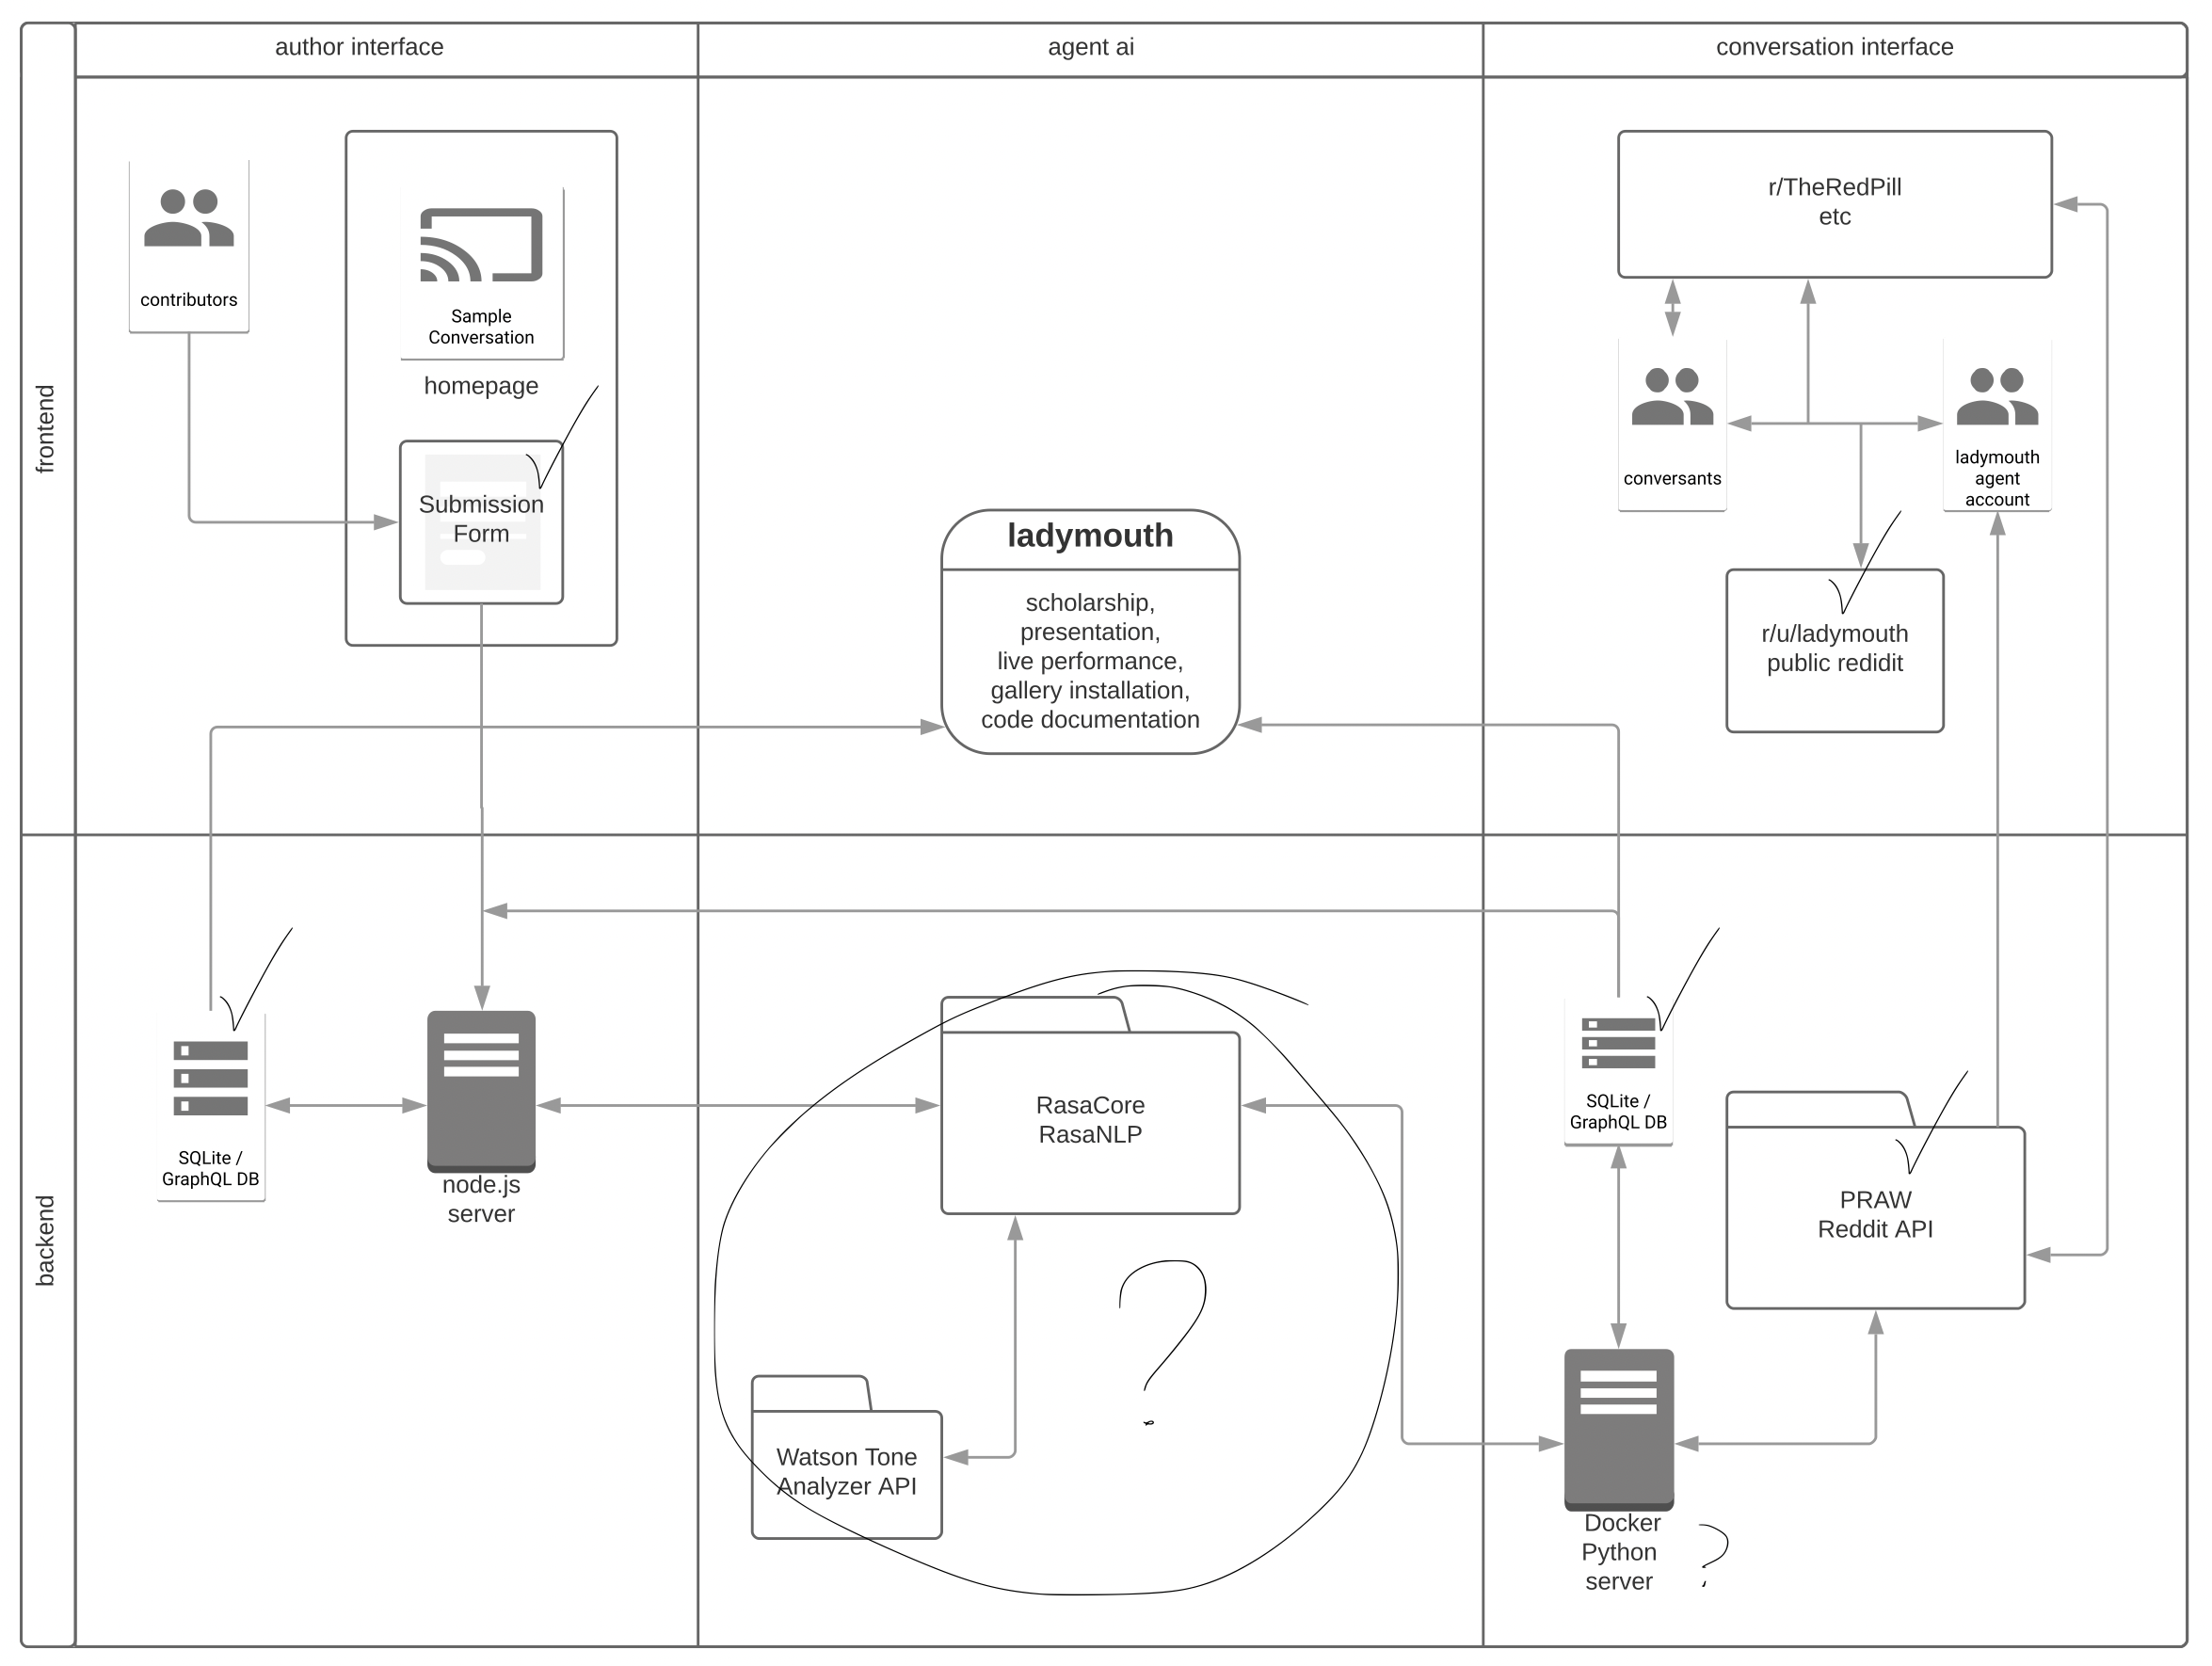 author interface
agent ai
conversation interface
frontend
contributors
Sample
Conversation
homepage
Submission
Form
ladymouth
scholarship,
presentation,
live performance,
gallery installation,
code documentation
r/TheRedPill
etc
conversants
ladymouth
agent
account
r/u/ladymouth
public redidit
backend
SQLite /
GraphQL DB
node.js
server
RasaCore
RasaNLP
?
Watson Tone
Analyzer API
SQLite /
GraphQL DB
PRAW
Reddit API
Docker
Python
server
?